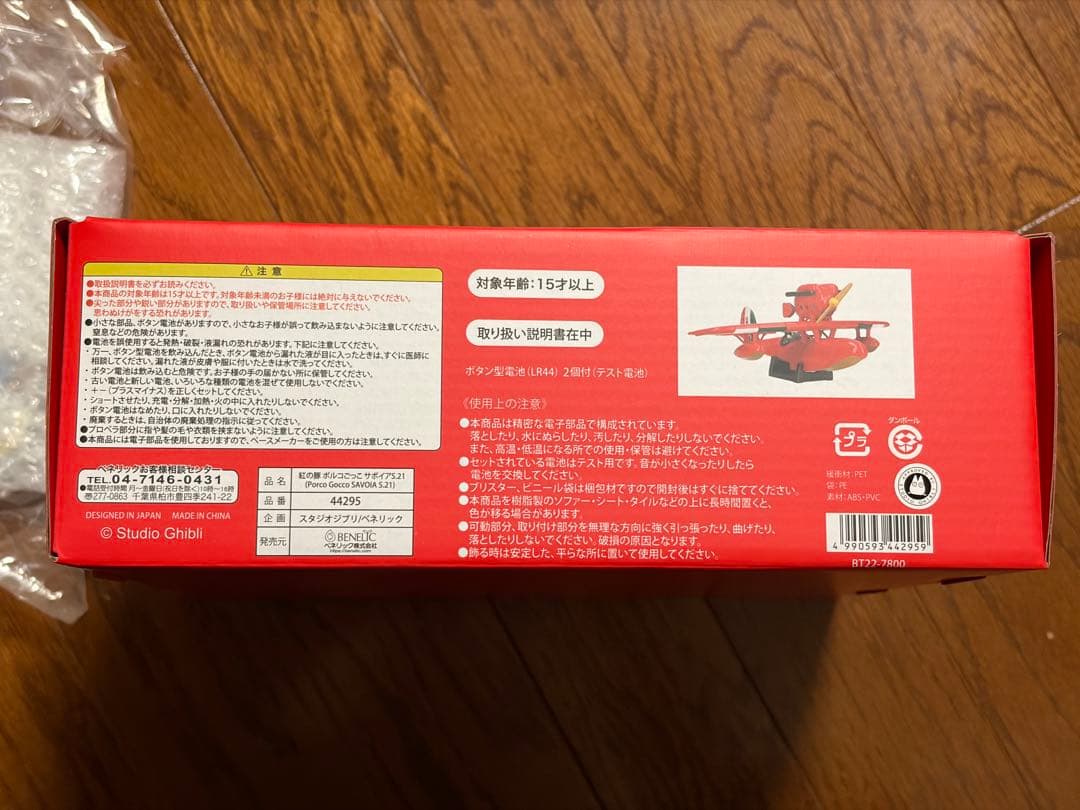 注意
●取扱説明書を必ずお読みください。
●本商品の対象年齢は15才以上です。対象年齢未満のお子様には絶対に与えないでください。
●尖った部分や鋭い部分がありますので、取り扱いや保管場所に注意してください。
思わぬけがをする恐れがあります。
●小さな部品、ボタン電池がありますので、小さなお子様が誤って飲み込まないように注意してください。
窒息などの危険があります。
●電池を誤使用すると発熱・破裂・液漏れの恐れがあります。下記に注意してください。
・万一、ボタン型電池を飲み込んだとき、ボタン電池から漏れた液が目に入ったときは、すぐに医師に
相談してください。漏れた液が皮膚や服に付いたときは水で洗ってください。
・ボタン電池は飲み込むと危険です。お子様の手の届かない所に保管してください。
・古い電池と新しい電池、いろいろな種類の電池を混ぜて使用しないでください。
・+−(プラスマイナス)を正しくセットしてください。
・ショートさせたり、充電・分解・加熱・火の中に入れたりしないでください。
・ボタン電池はなめたり、口に入れたりしないでください。
・廃棄するときは、自治体の廃棄処理の指示に従ってください。
●プロペラ部分に指や髪の毛や衣類を挟まないように注意してください。
●本商品には電子部品を使用しておりますので、ペースメーカーをご使用の方は注意してください。
ベネリックお客様相談センター
TEL.04-7146-0431
●電話受付時間 月〜金曜日(祝日を除く)10時〜16時
〒277-0863 千葉県柏市豊四季241-22
DESIGNED IN JAPAN MADE IN CHINA
© Studio Ghibli
品名 紅の豚 ポルコごっこ サボイアS.21
(Porco Gocco SAVOIA S.21)
品番 44295
企画 スタジオジブリ/ベネリック
発売元 BENELIC
ベネリック株式会社
https://benelic.com
対象年齢:15才以上
取り扱い説明書在中
ボタン型電池(LR44) 2個付(テスト電池)
《使用上の注意》
●本商品は精密な電子部品で構成されています。
落としたり、水にぬらしたり、汚したり、分解したりしないでください。
また、高温・低温になる所での使用・保管は避けてください。
●セットされている電池はテスト用です。音が小さくなったりしたら
電池を交換してください。
●ブリスター、ビニール袋は梱包材ですので開封後はすぐに捨ててください。
●本商品を樹脂製のソファー・シート・タイルなどの上に長時間置くと、
色が移る場合があります。
●可動部分、取り付け部分を無理な方向に強く引っ張ったり、曲げたり、
落としたりしないでください。破損の原因となります。
●飾る時は安定した、平らな所に置いて使用してください。
プラ
ダンボール
緩衝材:PET
袋:PE
素材:ABS・PVC
4 990593 442959
BT22-7800